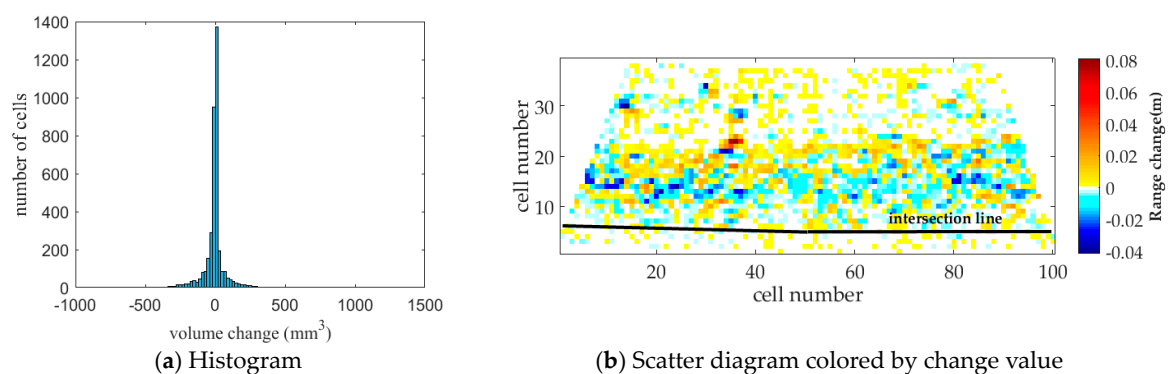 1400
1200
1000
800
600
400
200
0
-1000 -500 0 500 1000 1500
number of cells
volume change (mm³)
(a) Histogram
30
20
10
20 40 60 80 100
cell number
cell number
intersection line
0.08
0.06
0.04
0.02
0
-0.02
-0.04
Range change(m)
(b) Scatter diagram colored by change value